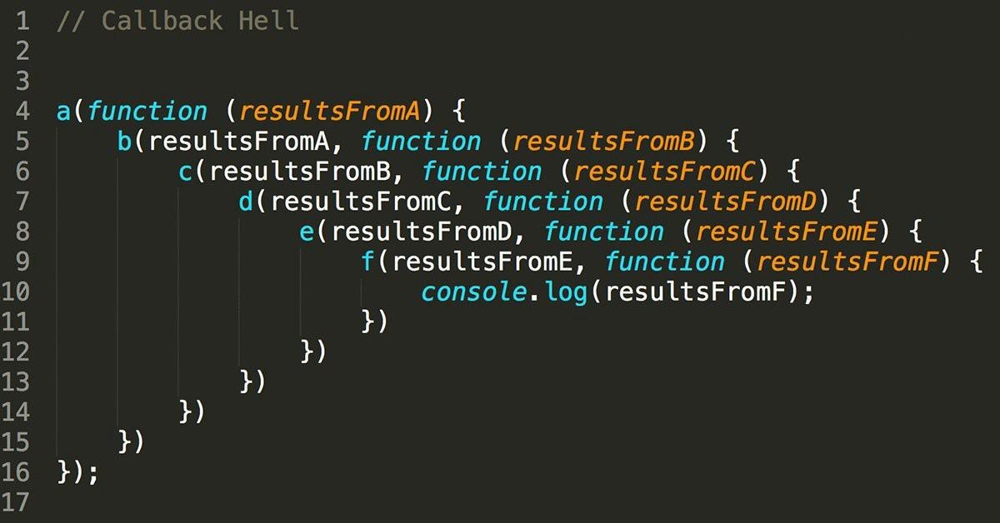 1 // Callback Hell
2
3
4 a(function (resultsFromA) {
5     b(resultsFromA, function (resultsFromB) {
6         c(resultsFromB, function (resultsFromC) {
7             d(resultsFromC, function (resultsFromD) {
8                 e(resultsFromD, function (resultsFromE) {
9                     f(resultsFromE, function (resultsFromF) {
10                         console.log(resultsFromF);
11                     })
12                 })
13             })
14         })
15     })
16 });
17